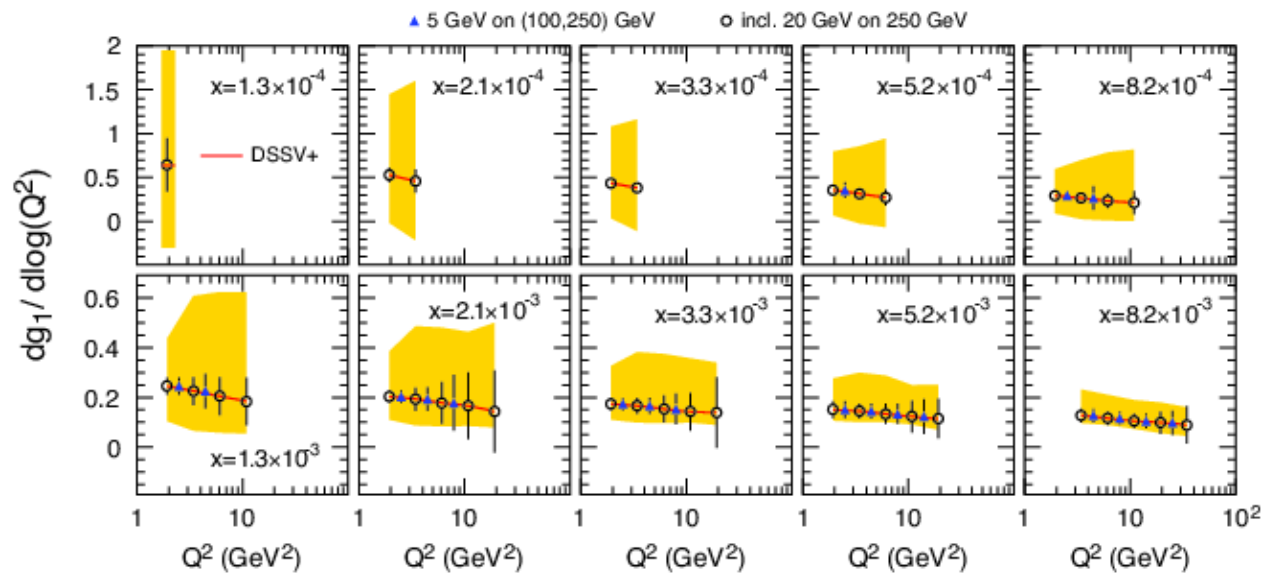 5 GeV on (100,250) GeV incl. 20 GeV on 250 GeV
dg₁ / dlog(Q²)
2
1.5
1
0.5
0
x=1.3×10⁻⁴
DSSV+
x=2.1×10⁻⁴
x=3.3×10⁻⁴
x=5.2×10⁻⁴
x=8.2×10⁻⁴
0.6
0.4
0.2
0
x=1.3×10⁻³
x=2.1×10⁻³
x=3.3×10⁻³
x=5.2×10⁻³
x=8.2×10⁻³
1 10 1 10 1 10 1 10 1 10 10²
Q² (GeV²) Q² (GeV²) Q² (GeV²) Q² (GeV²) Q² (GeV²)